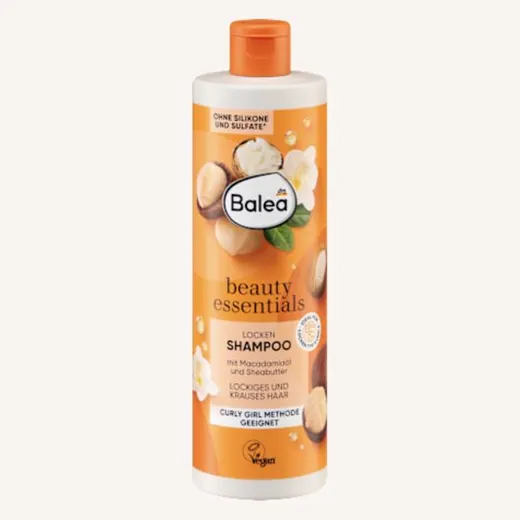 OHNE SILIKONE
UND SULFATE*
dm
Balea
beauty
essentials
LOCKEN
SHAMPOO
mit Macadamiaöl
und Sheabutter
LOCKIGES UND
KRAUSES HAAR
CURLY GIRL METHODE
GEEIGNET
Vegan